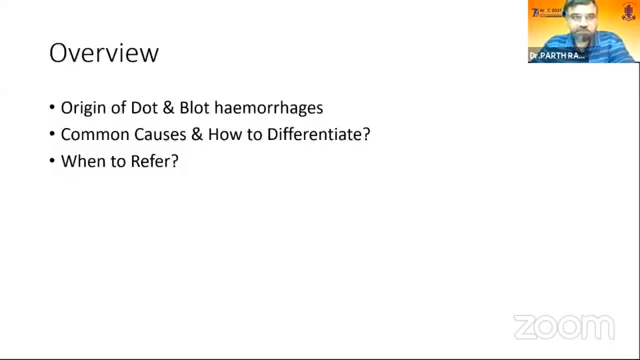 Overview
• Origin of Dot & Blot haemorrhages
• Common Causes & How to Differentiate?
• When to Refer?
Dr.PARTH RA...
zoom